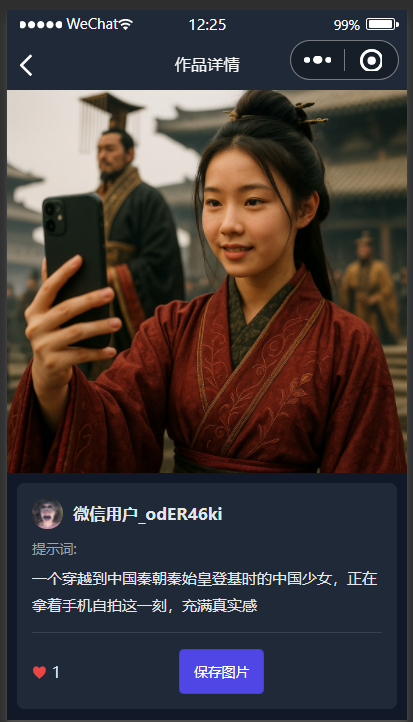 WeChat 12:25 99%
作品详情
微信用户_odER46ki
提示词:
一个穿越到中国秦朝秦始皇登基时的中国少女，正在
拿着手机自拍这一刻，充满真实感
1 保存图片